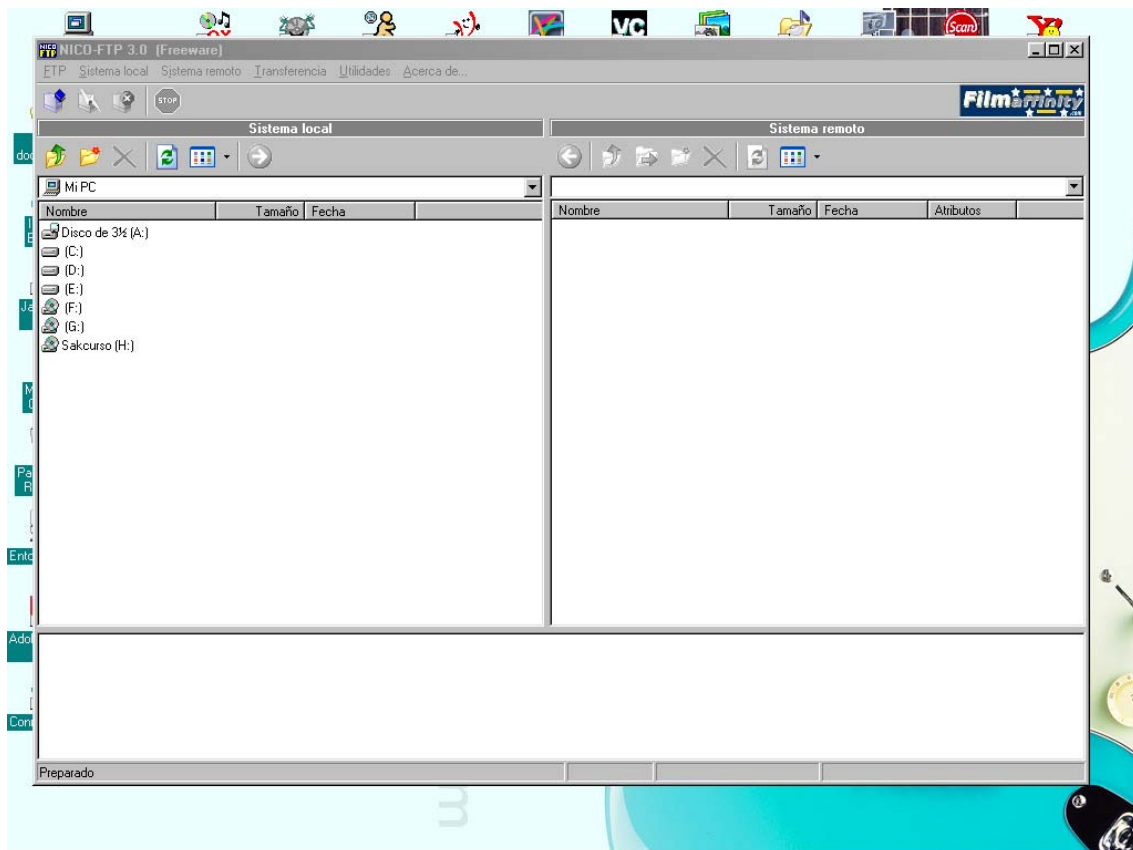 VC
Scan
NICO-FTP 3.0 (Freeware)
FTP Sistema local Sistema remoto Transferencia Utilidades Acerca de...
STOP
Filmaffinity.com
Sistema local Sistema remoto
Mi PC
Nombre Tamaño Fecha
Nombre Tamaño Fecha Atributos
Disco de 3½ (A:)
(C:)
(D:)
(E:)
(F:)
(G:)
Sakcurso (H:)
Preparado